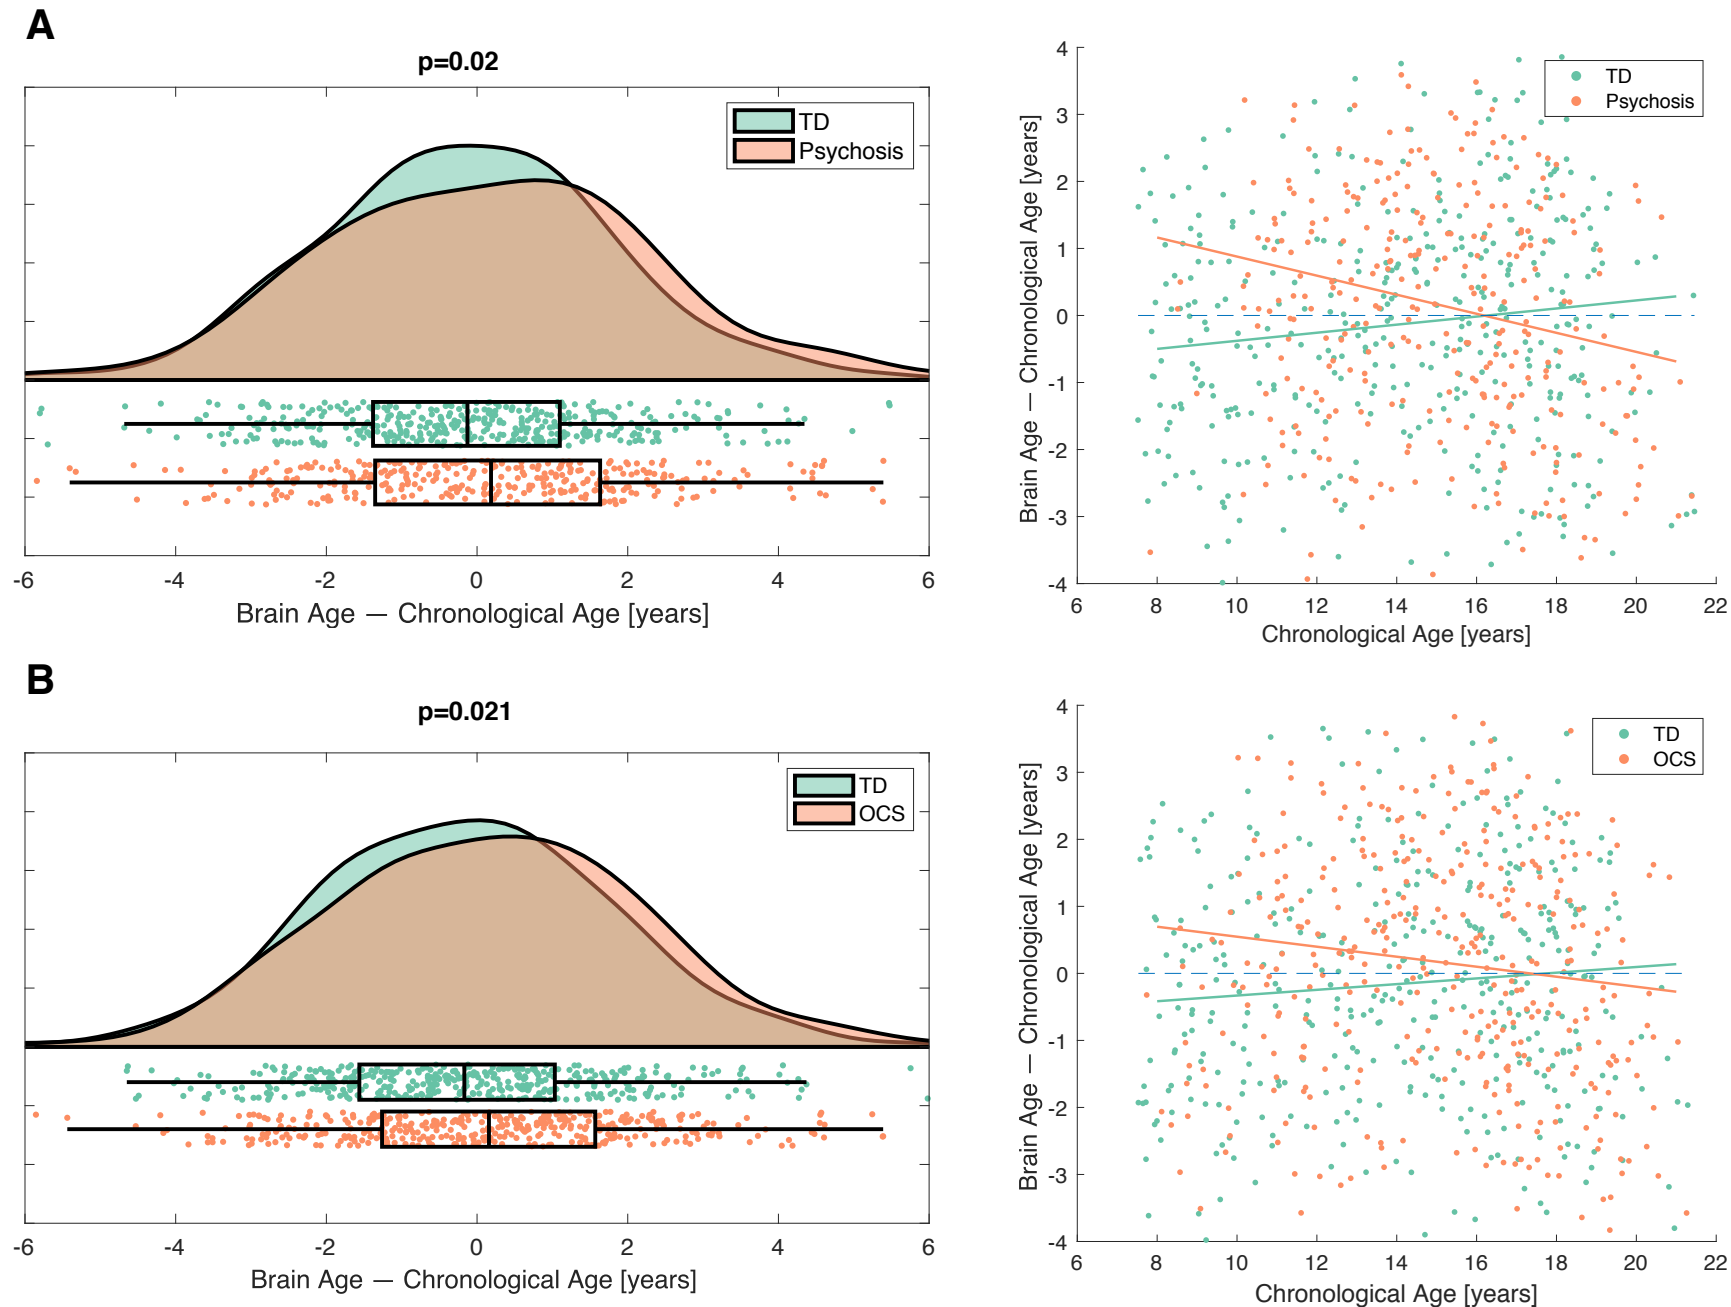 A
p=0.02
TD
Psychosis
-6 -4 -2 0 2 4 6
Brain Age — Chronological Age [years]
4
3
2
1
0
-1
-2
-3
-4
Brain Age — Chronological Age [years]
TD
Psychosis
6 8 10 12 14 16 18 20 22
Chronological Age [years]
B
p=0.021
TD
OCS
-6 -4 -2 0 2 4 6
Brain Age — Chronological Age [years]
4
3
2
1
0
-1
-2
-3
-4
Brain Age — Chronological Age [years]
TD
OCS
6 8 10 12 14 16 18 20 22
Chronological Age [years]